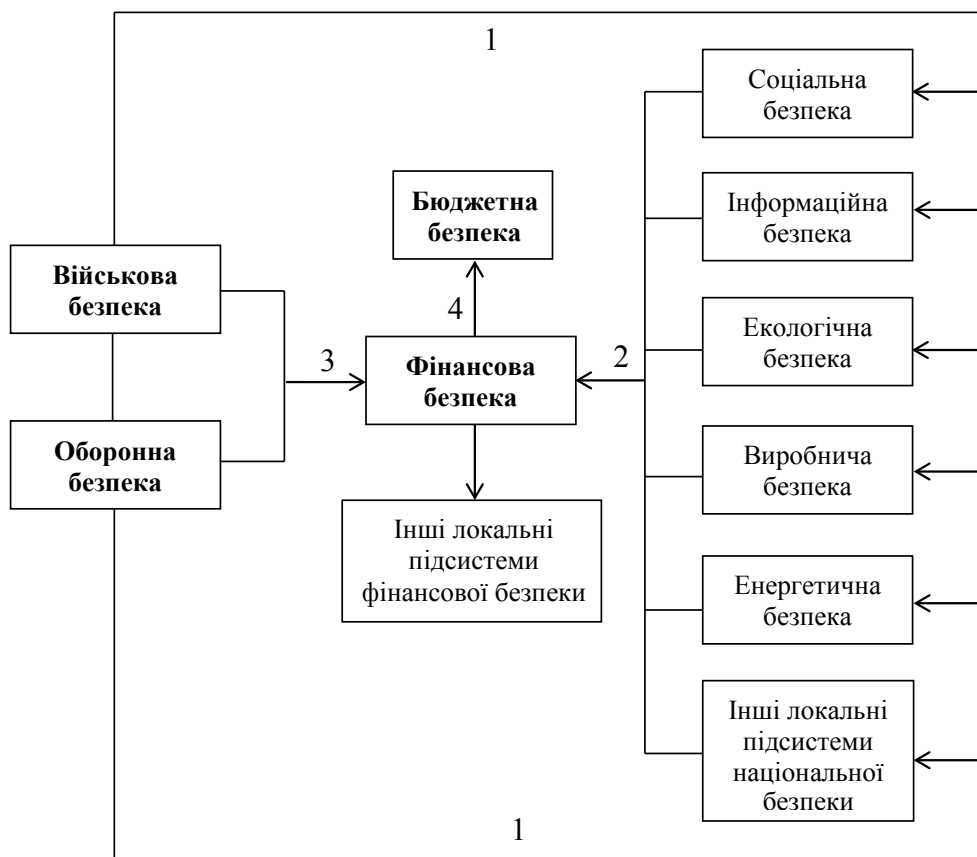 1
Соціальна
безпека
Інформаційна
безпека
Бюджетна
безпека
Військова
безпека
4
Екологічна
безпека
3
Фінансова
безпека
2
Оборонна
безпека
Виробнича
безпека
Інші локальні
підсистеми
фінансової безпеки
Енергетична
безпека
Інші локальні
підсистеми
національної
безпеки
1